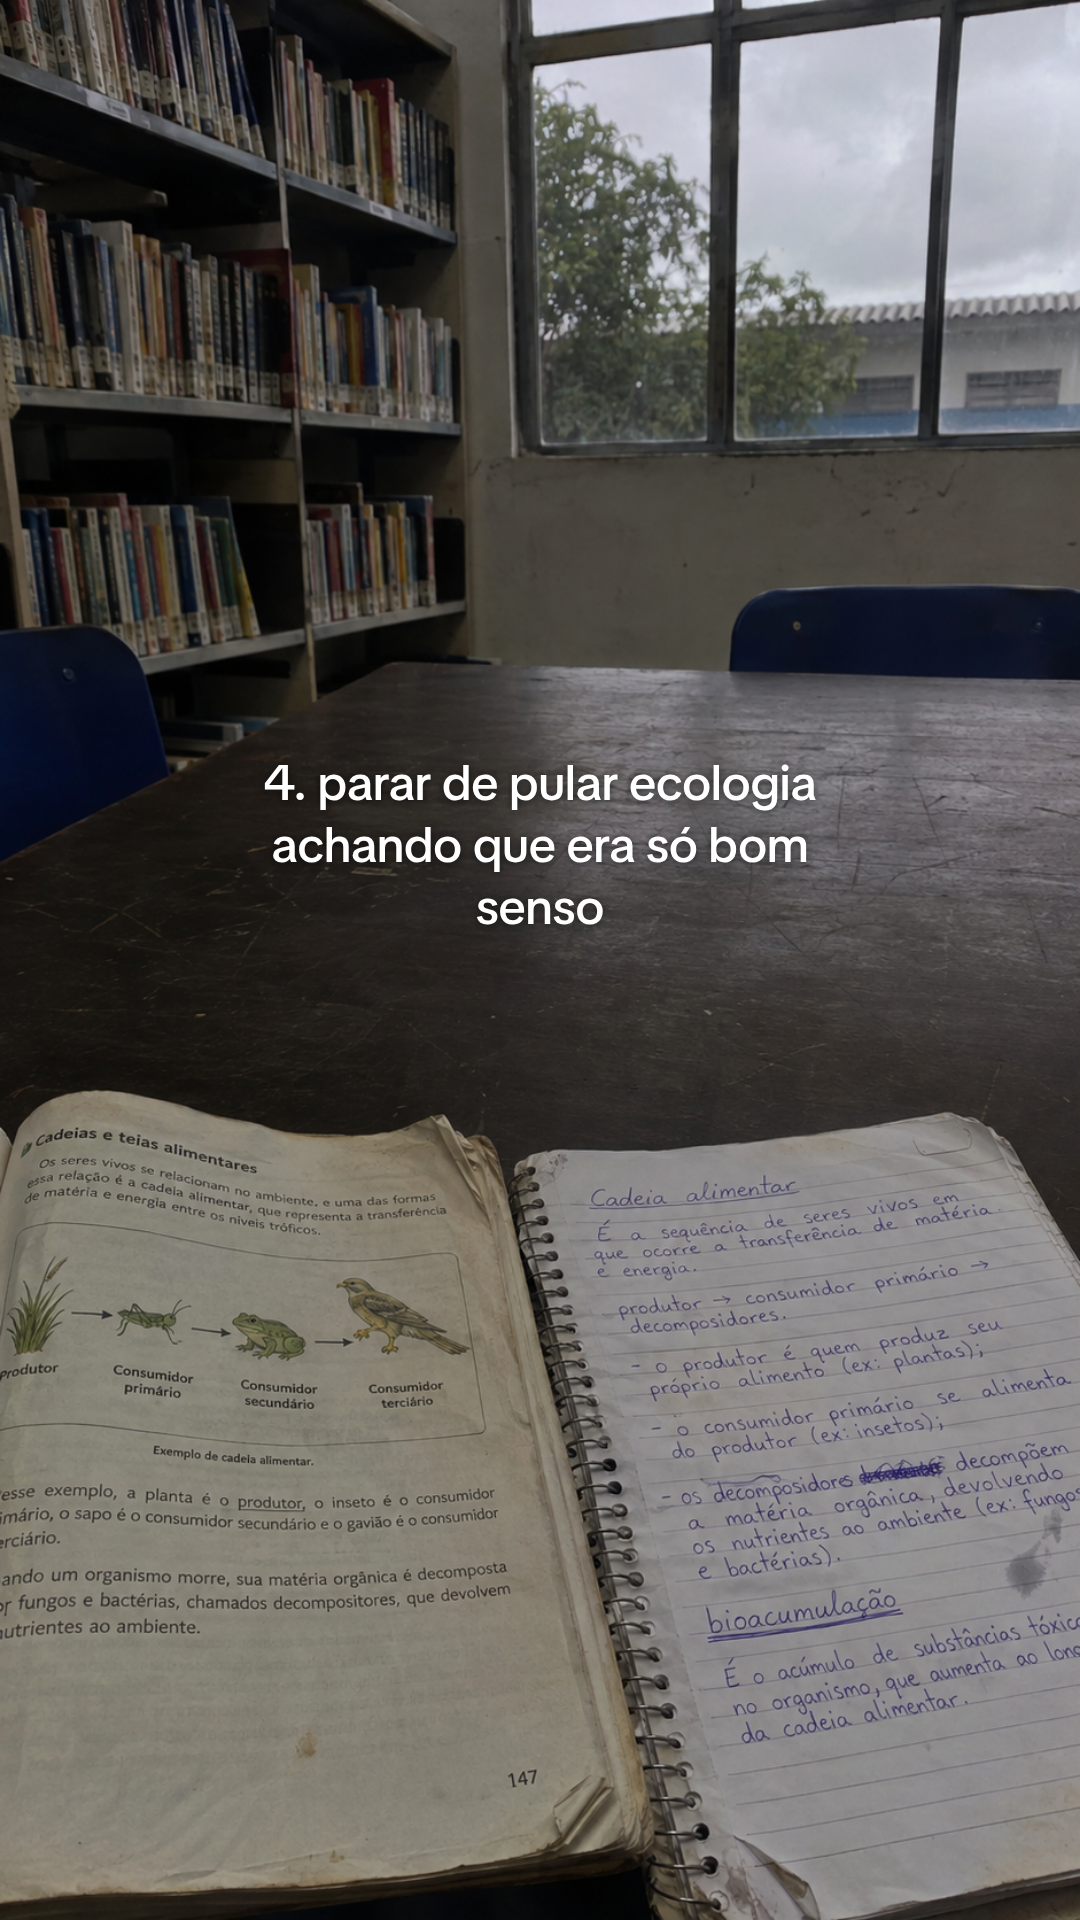 4. parar de pular ecologia
achando que era só bom
senso
Cadeias e teias alimentares
Os seres vivos se relacionam no ambiente, e uma das formas
essa relação é a cadeia alimentar, que representa a transferência
de matéria e energia entre os níveis tróficos.
produtor
Consumidor
primário
Consumidor
secundário
Consumidor
terciário
Exemplo de cadeia alimentar.
esse exemplo, a planta é o produtor, o inseto é o consumidor
imário, o sapo é o consumidor secundário e o gavião é o consumidor
erciário.
ando um organismo morre, sua matéria orgânica é decomposta
or fungos e bactérias, chamados decompositores, que devolvem
nutrientes ao ambiente.
147
Cadeia alimentar
É a sequência de seres vivos em
que ocorre a transferência de matéria
e energia.
produtor → consumidor primário →
decomposidores.
- o produtor é quem produz seu
próprio alimento (ex: plantas);
- o consumidor primário se alimenta
do produtor (ex: insetos);
- os decomposidores decompõem
a matéria orgânica, devolvendo
os nutrientes ao ambiente (ex: fungos
e bactérias).
bioacumulação
É o acúmulo de substâncias tóxic
no organismo, que aumenta ao long
da cadeia alimentar.